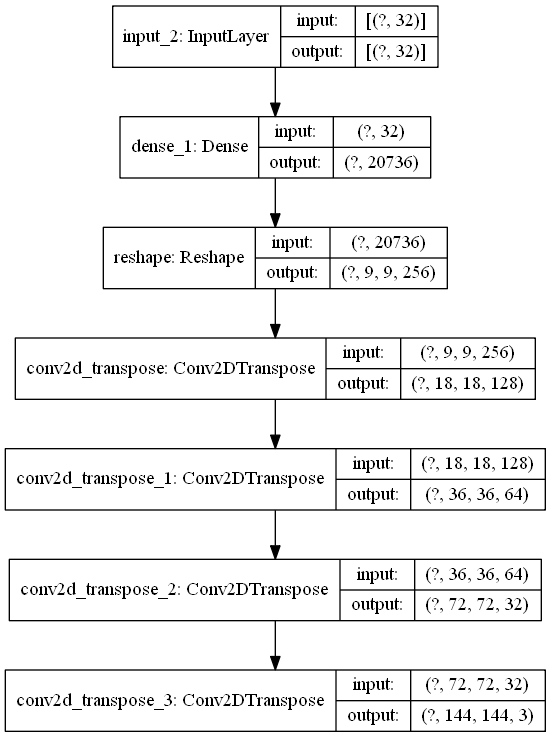 input_2: InputLayer
input: [(?, 32)]
output: [(?, 32)]
dense_1: Dense
input: (?, 32)
output: (?, 20736)
reshape: Reshape
input: (?, 20736)
output: (?, 9, 9, 256)
conv2d_transpose: Conv2DTranspose
input: (?, 9, 9, 256)
output: (?, 18, 18, 128)
conv2d_transpose_1: Conv2DTranspose
input: (?, 18, 18, 128)
output: (?, 36, 36, 64)
conv2d_transpose_2: Conv2DTranspose
input: (?, 36, 36, 64)
output: (?, 72, 72, 32)
conv2d_transpose_3: Conv2DTranspose
input: (?, 72, 72, 32)
output: (?, 144, 144, 3)